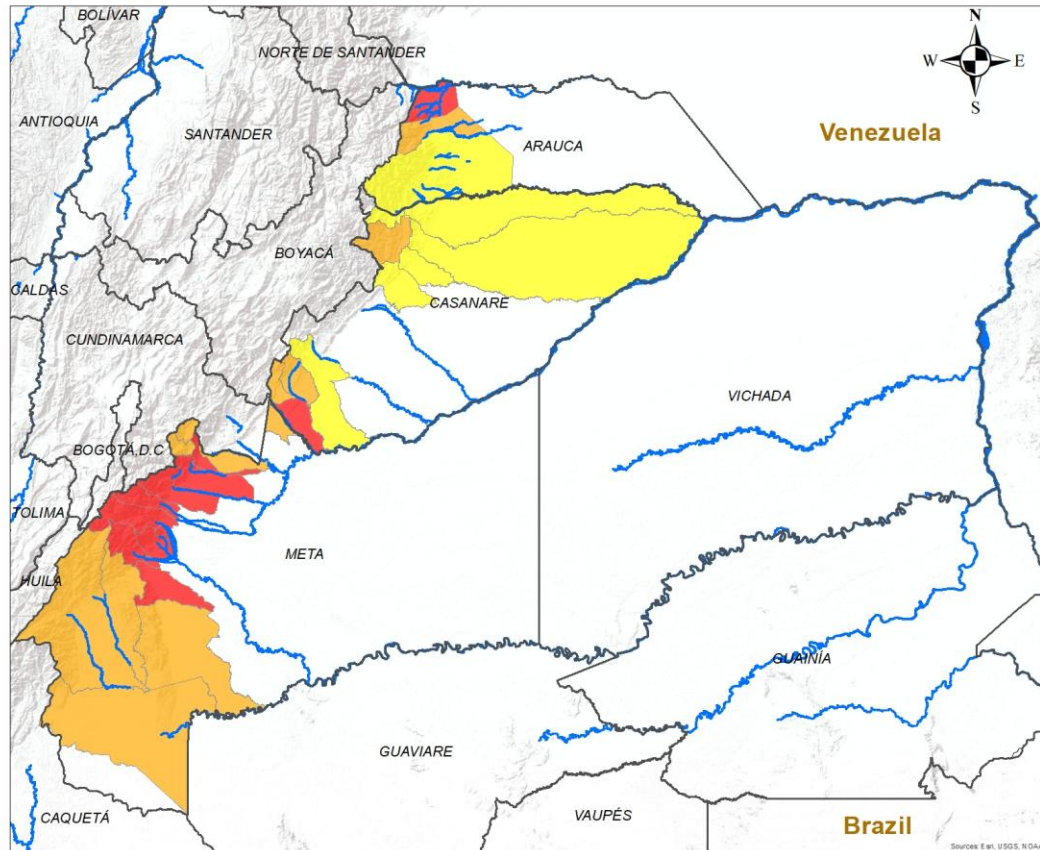 BOLÍVAR
NORTE DE SANTANDER
N
W
E
S
ANTIOQUIA
SANTANDER
ARAUCA
Venezuela
BOYACÁ
CALDAS
CASANARE
CUNDINAMARCA
VICHADA
BOGOTÁ,D.C
TOLIMA
META
HUILA
GUAINÍA
GUAVIARE
CAQUETÁ
VAUPÉS
Brazil
Sources: Esri, USGS, NOAA